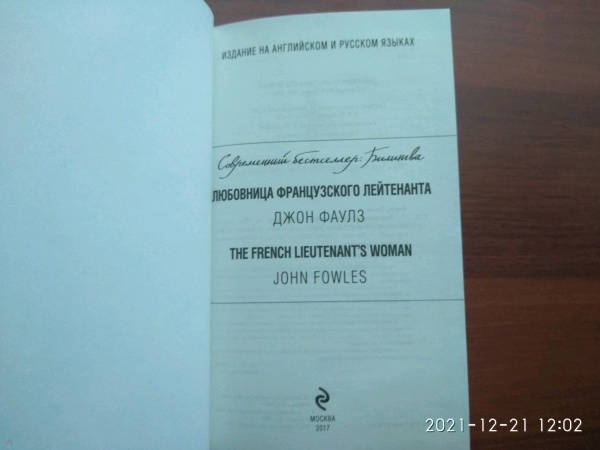 ИЗДАНИЕ НА АНГЛИЙСКОМ И РУССКОМ ЯЗЫКАХ
Современный бестселлер: Билингва
ЛЮБОВНИЦА ФРАНЦУЗСКОГО ЛЕЙТЕНАНТА
ДЖОН ФАУЛЗ
THE FRENCH LIEUTENANT'S WOMAN
JOHN FOWLES
МОСКВА
2017
2021-12-21 12:02